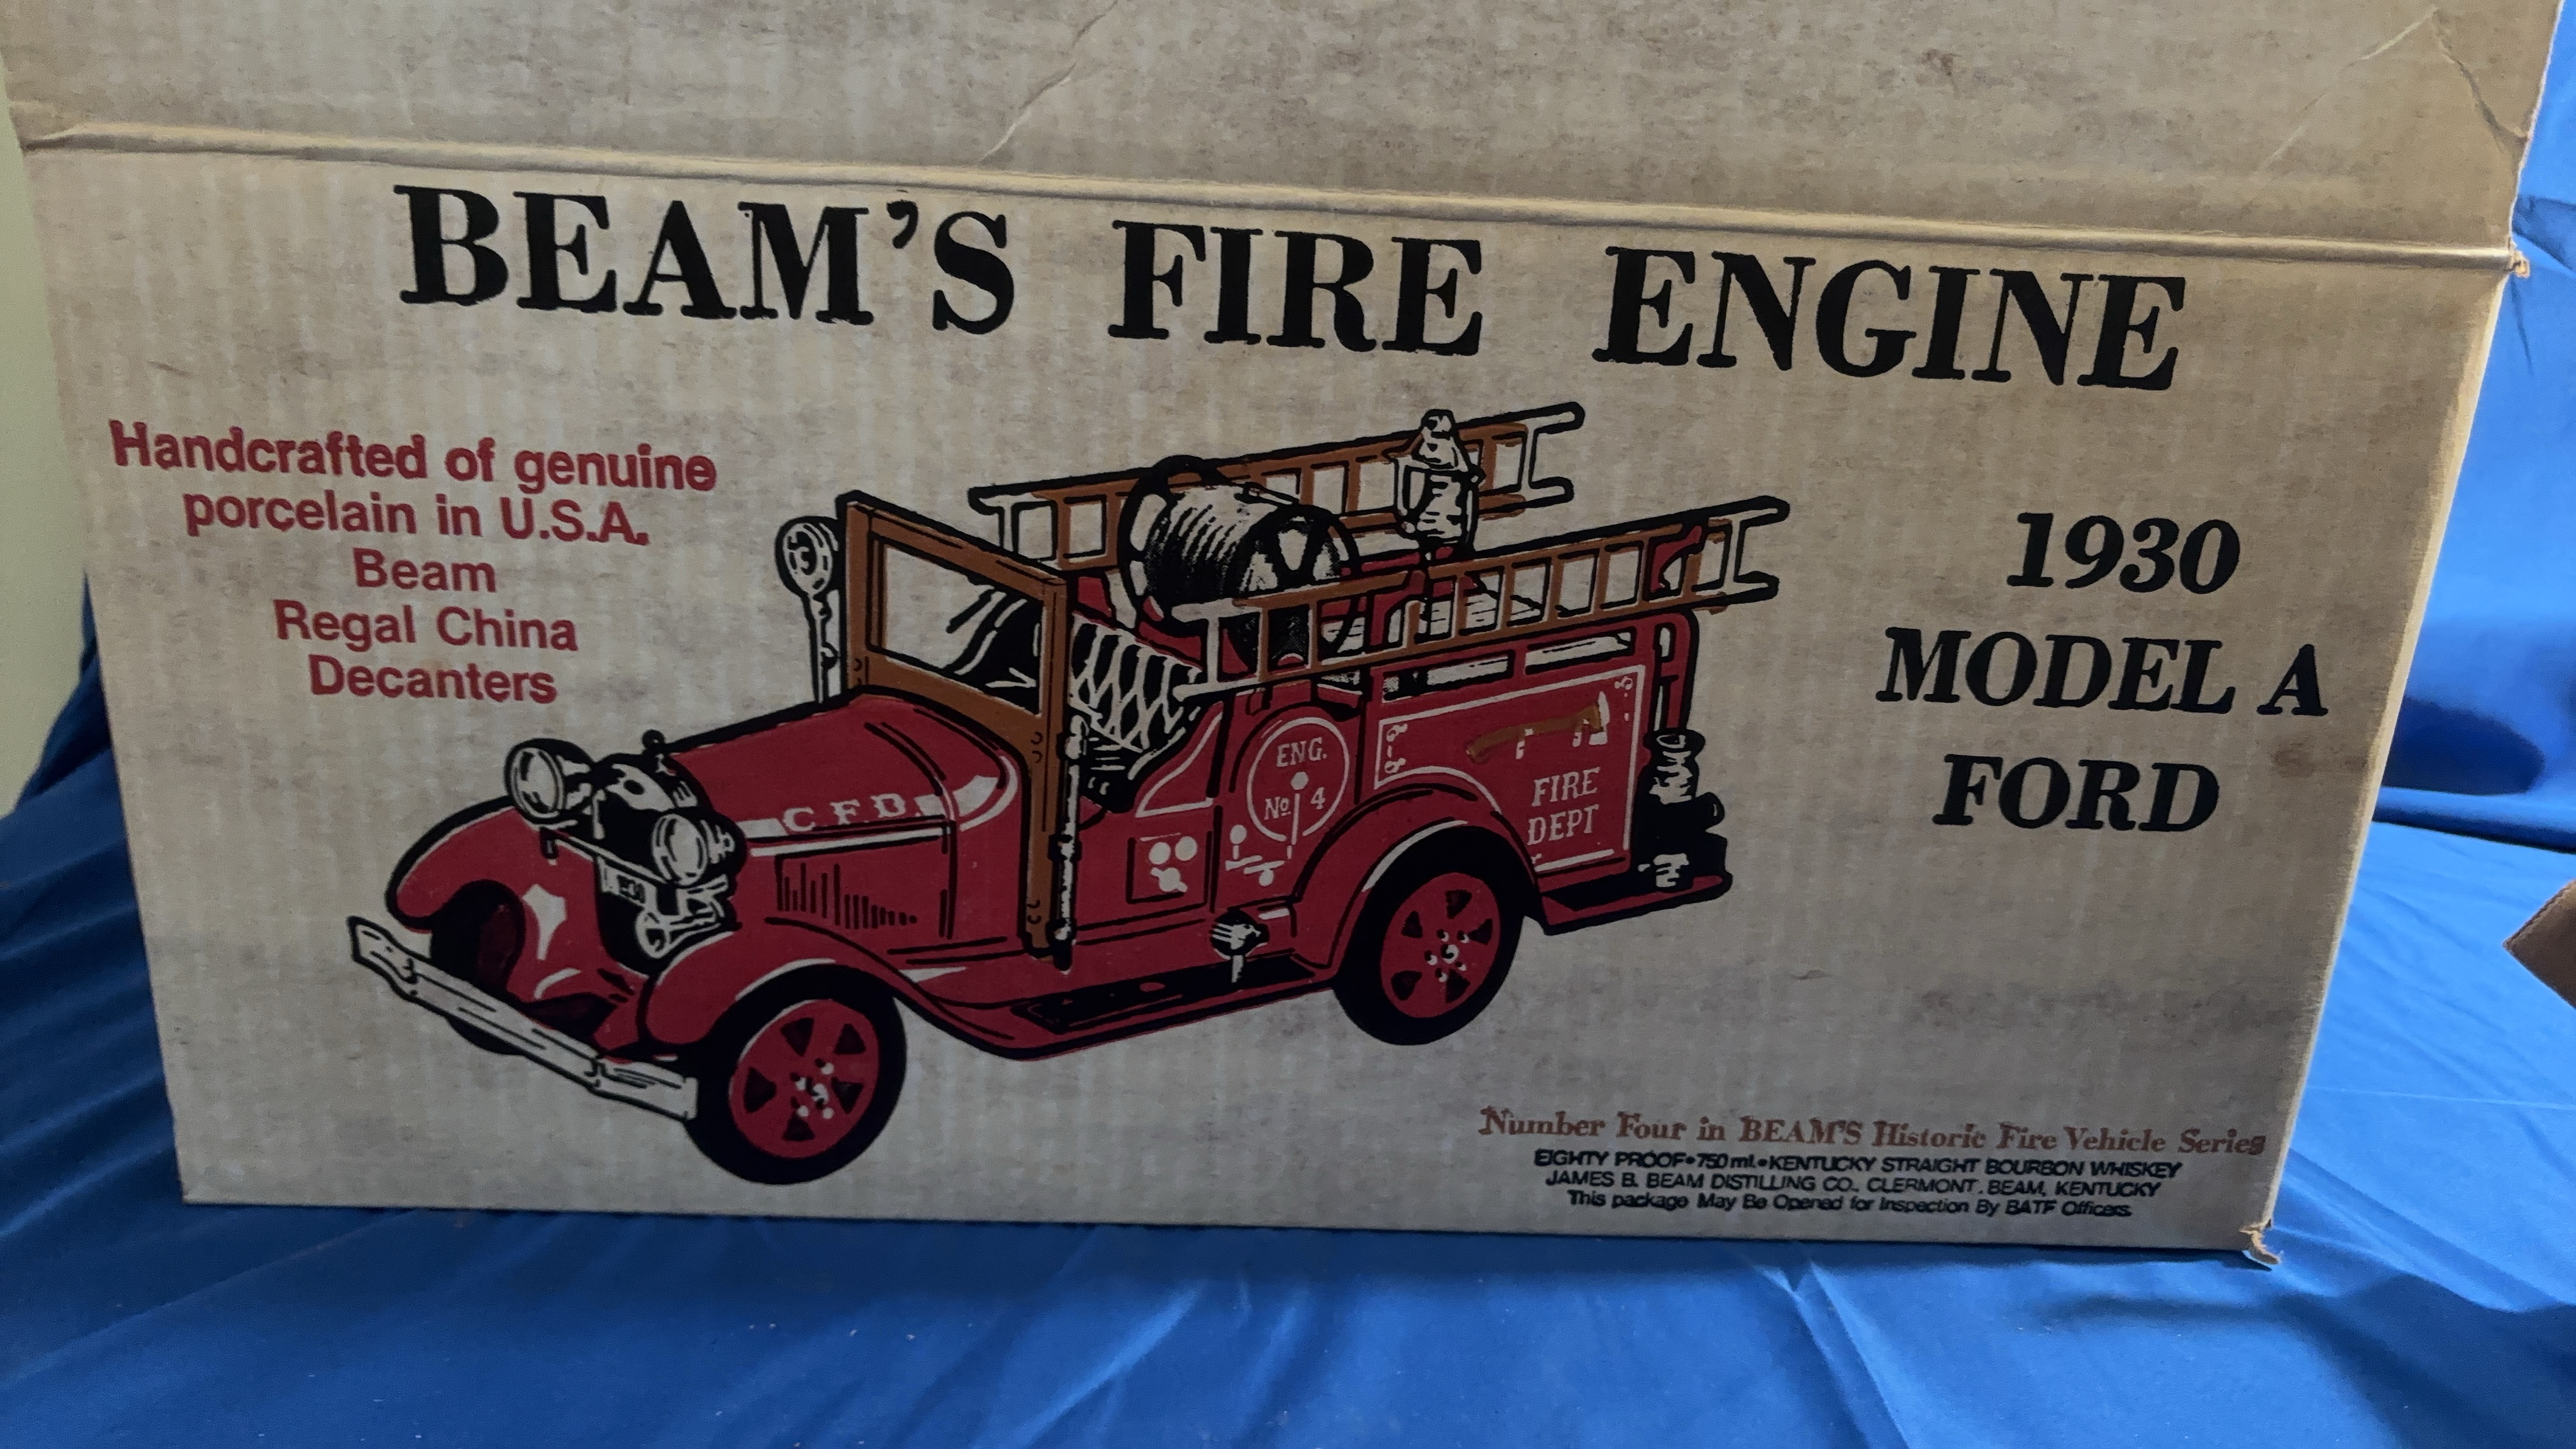 BEAM'S FIRE ENGINE
Handcrafted of genuine
porcelain in U.S.A.
Beam
Regal China
Decanters
1930
MODEL A
FORD
C.F.D.
ENG.
No. 4
FIRE
DEPT
Number Four in BEAM'S Historic Fire Vehicle Series
EIGHTY PROOF•750 ml.•KENTUCKY STRAIGHT BOURBON WHISKEY
JAMES B. BEAM DISTILLING CO., CLERMONT, BEAM, KENTUCKY
This package May Be Opened for Inspection By BATF Officers